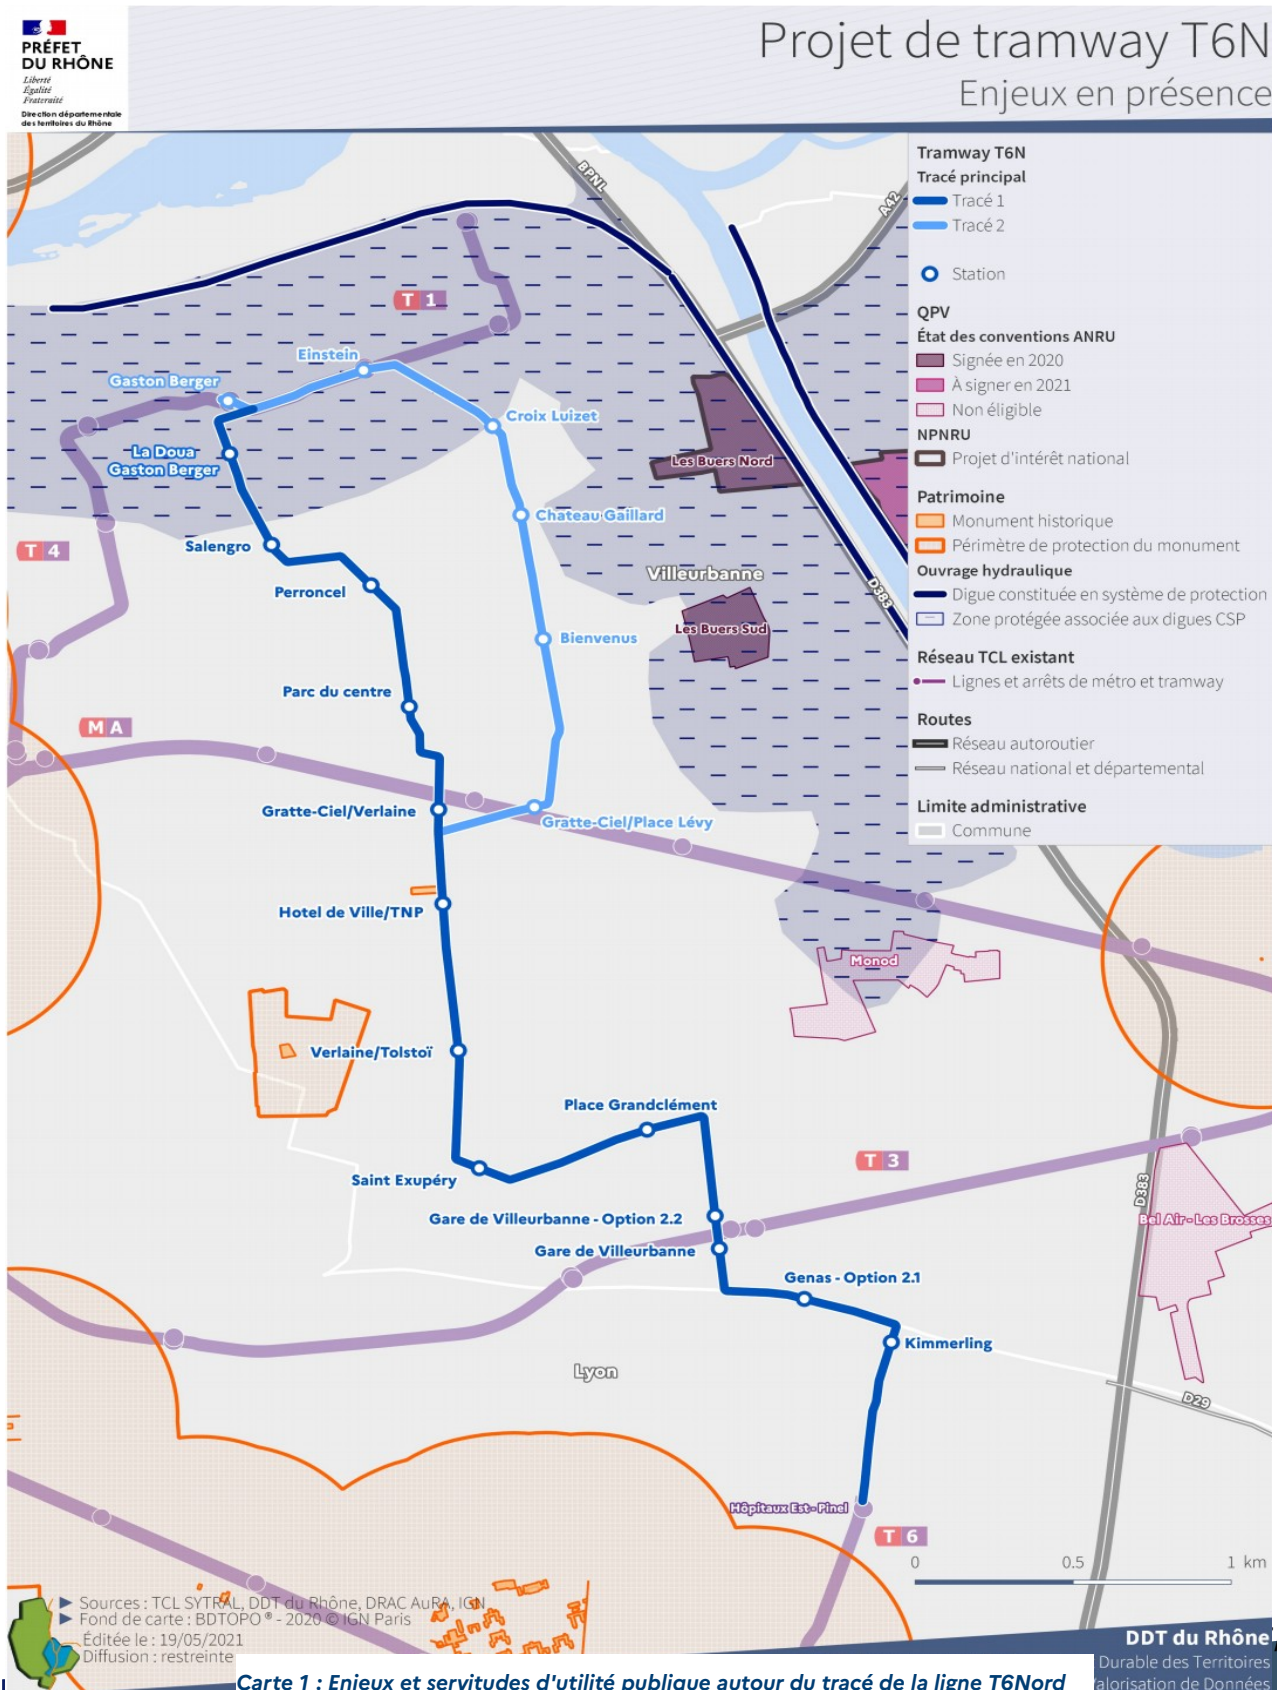 PRÉFET
DU RHÔNE
Liberté
Égalité
Fraternité
Direction départementale
des territoires du Rhône
Projet de tramway T6N
Enjeux en présence
Tramway T6N
Tracé principal
Tracé 1
Tracé 2
Station
QPV
État des conventions ANRU
Signée en 2020
À signer en 2021
Non éligible
NPNRU
Projet d'intérêt national
Patrimoine
Monument historique
Périmètre de protection du monument
Ouvrage hydraulique
Digue constituée en système de protection
Zone protégée associée aux digues CSP
Réseau TCL existant
Lignes et arrêts de métro et tramway
Routes
Réseau autoroutier
Réseau national et départemental
Limite administrative
Commune
BPNL
A42
T 1
Einstein
Gaston Berger
Croix Luizet
La Doua
Gaston Berger
Les Buers Nord
Chateau Gaillard
T 4
Salengro
Villeurbanne
Perroncel
D383
Les Buers Sud
Bienvenus
Parc du centre
M A
Gratte-Ciel/Verlaine
Gratte-Ciel/Place Lévy
Hotel de Ville/TNP
Monod
Verlaine/Tolstoï
Place Grandclément
T 3
Saint Exupéry
D383
Gare de Villeurbanne - Option 2.2
Bel Air - Les Brosses
Gare de Villeurbanne
Genas - Option 2.1
Kimmerling
Lyon
D29
Hôpitaux Est - Pinel
T 6
0 0.5 1 km
Sources : TCL SYTRAL, DDT du Rhône, DRAC AuRA, IGN
Fond de carte : BDTOPO ® - 2020 © IGN Paris
Éditée le : 19/05/2021
Diffusion : restreinte
DDT du Rhône
Durable des Territoires
Valorisation de Données
Carte 1 : Enjeux et servitudes d'utilité publique autour du tracé de la ligne T6Nord